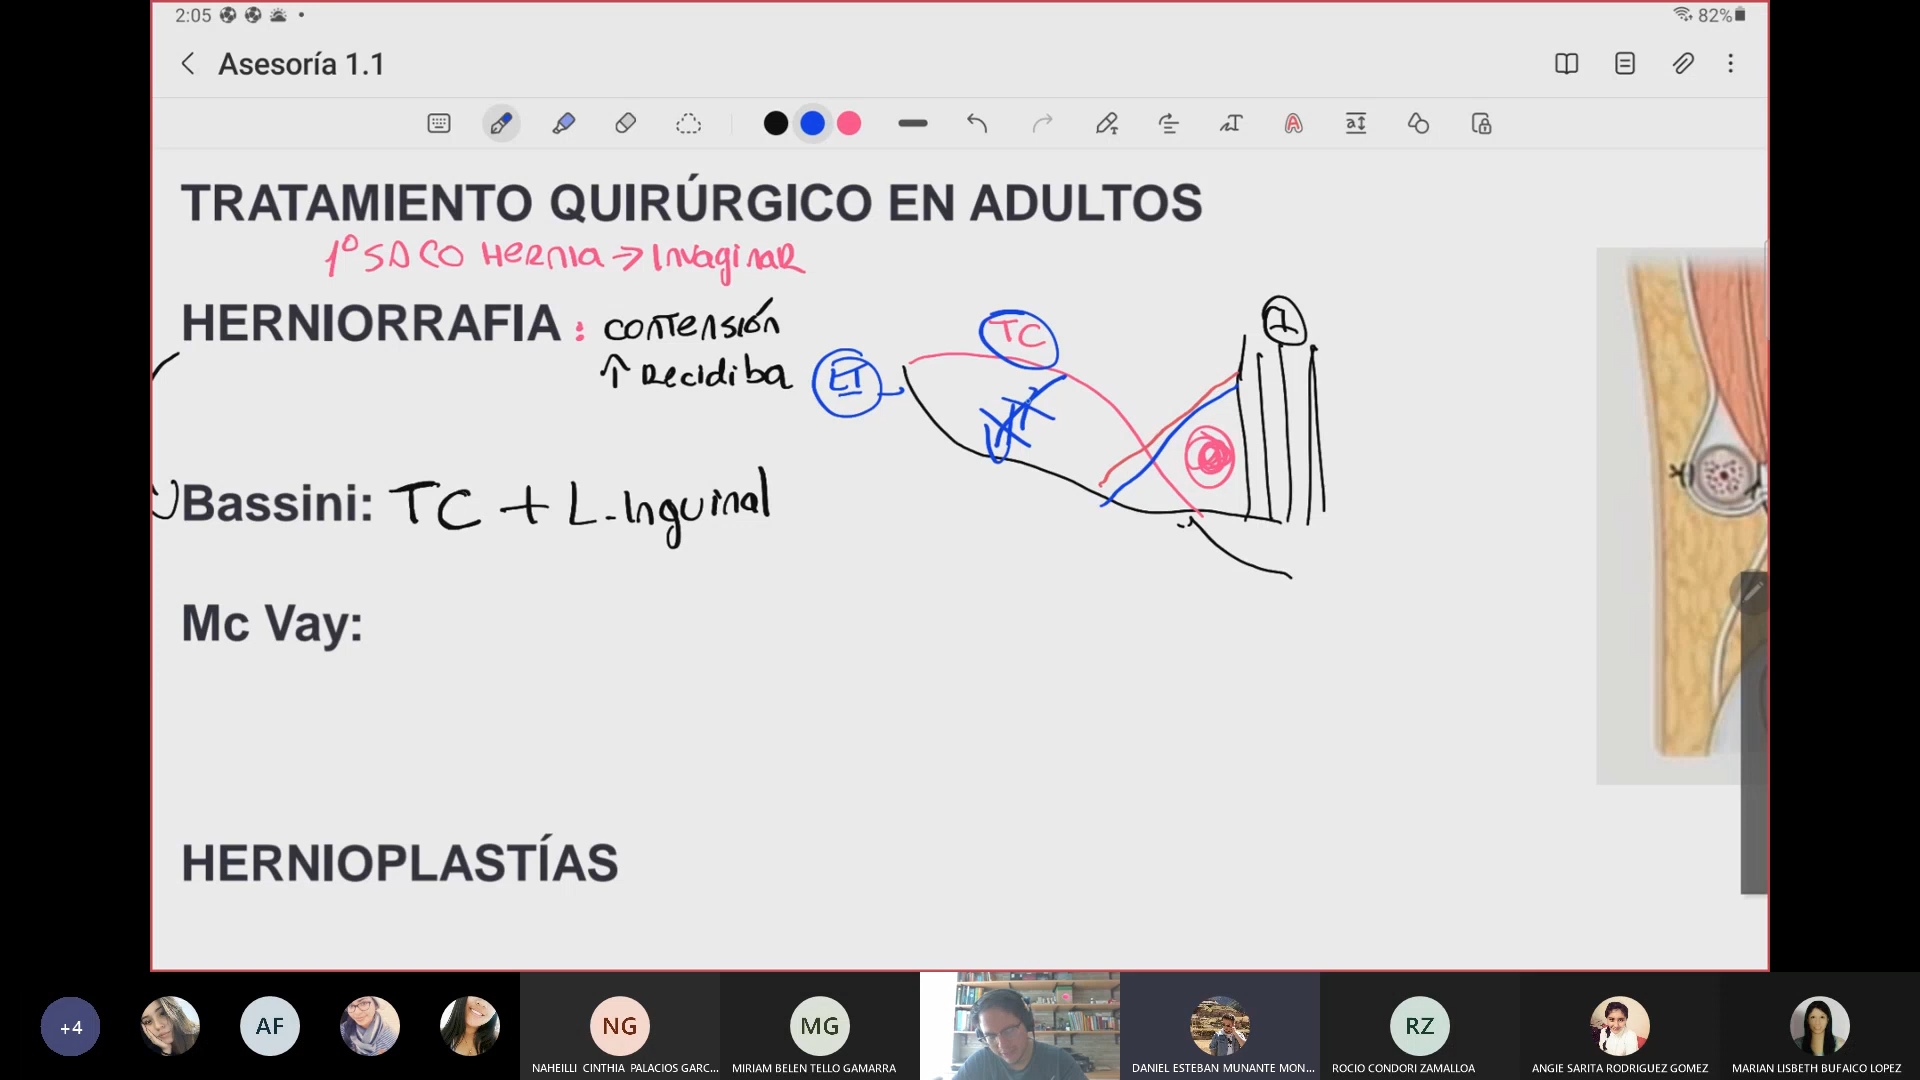 2:05
82%
Asesoría 1.1
TRATAMIENTO QUIRÚRGICO EN ADULTOS
1° SACO HERNIA → INVAGINAR
HERNIORRAFIA : CONTENSIÓN
↑ RECIDIBA
TC
ET
Bassini: TC + L. Inguinal
Mc Vay:
HERNIOPLASTÍAS
+4
AF
NG
MG
RZ
NAHEILLI CINTHIA PALACIOS GARC...
MIRIAM BELEN TELLO GAMARRA
DANIEL ESTEBAN MUNANTE MON...
ROCIO CONDORI ZAMALLOA
ANGIE SARITA RODRIGUEZ GOMEZ
MARIAN LISBETH BUFAICO LOPEZ